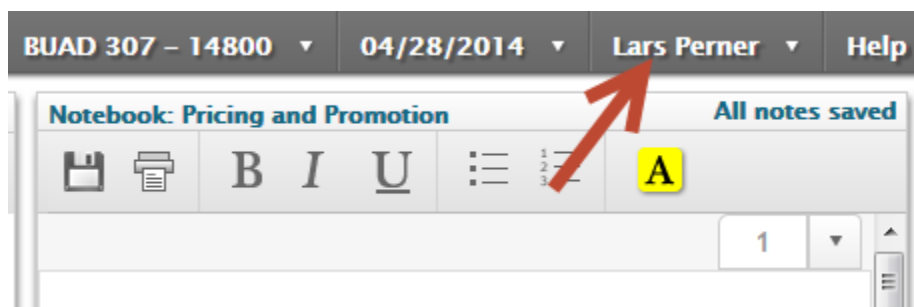 BUAD 307 – 14800 ▼ 04/28/2014 ▼ Lars Perner ▼ Help
Notebook: Pricing and Promotion All notes saved
B I U A
1